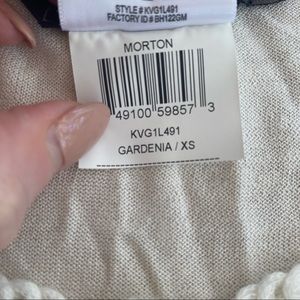 STYLE # KVG1L491
FACTORY ID # BH122GM
MORTON
49100 59857 3
KVG1L491
GARDENIA / XS